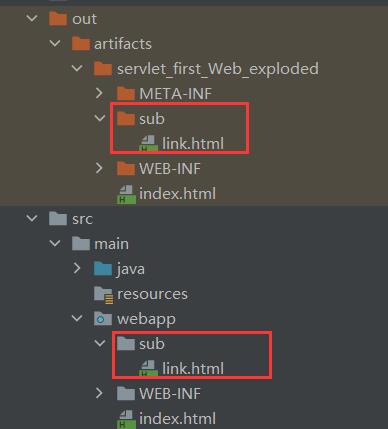 out
artifacts
servlet_first_Web_exploded
META-INF
sub
link.html
WEB-INF
index.html
src
main
java
resources
webapp
sub
link.html
WEB-INF
index.html